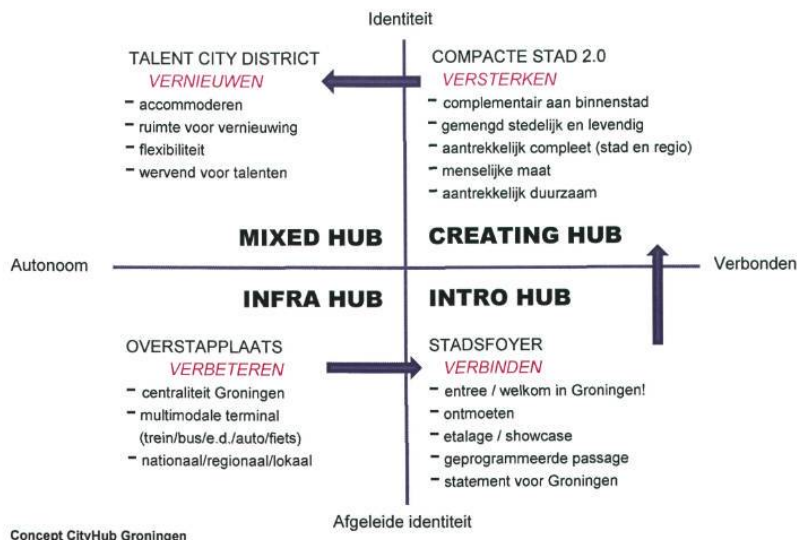 Identiteit
TALENT CITY DISTRICT
VERNIEUWEN
- accommoderen
- ruimte voor vernieuwing
- flexibiliteit
- wervend voor talenten
COMPACTE STAD 2.0
VERSTERKEN
- complementair aan binnenstad
- gemengd stedelijk en levendig
- aantrekkelijk compleet (stad en regio)
- menselijke maat
- aantrekkelijk duurzaam
MIXED HUB
CREATING HUB
Autonoom
Verbonden
INFRA HUB
INTRO HUB
OVERSTAPPLAATS
VERBETEREN
- centraliteit Groningen
- multimodale terminal
(trein/bus/e.d./auto/fiets)
- nationaal/regionaal/lokaal
STADSFOYER
VERBINDEN
- entree / welkom in Groningen!
- ontmoeten
- etalage / showcase
- geprogrammeerde passage
- statement voor Groningen
Afgeleide identiteit
Concept CityHub Groningen